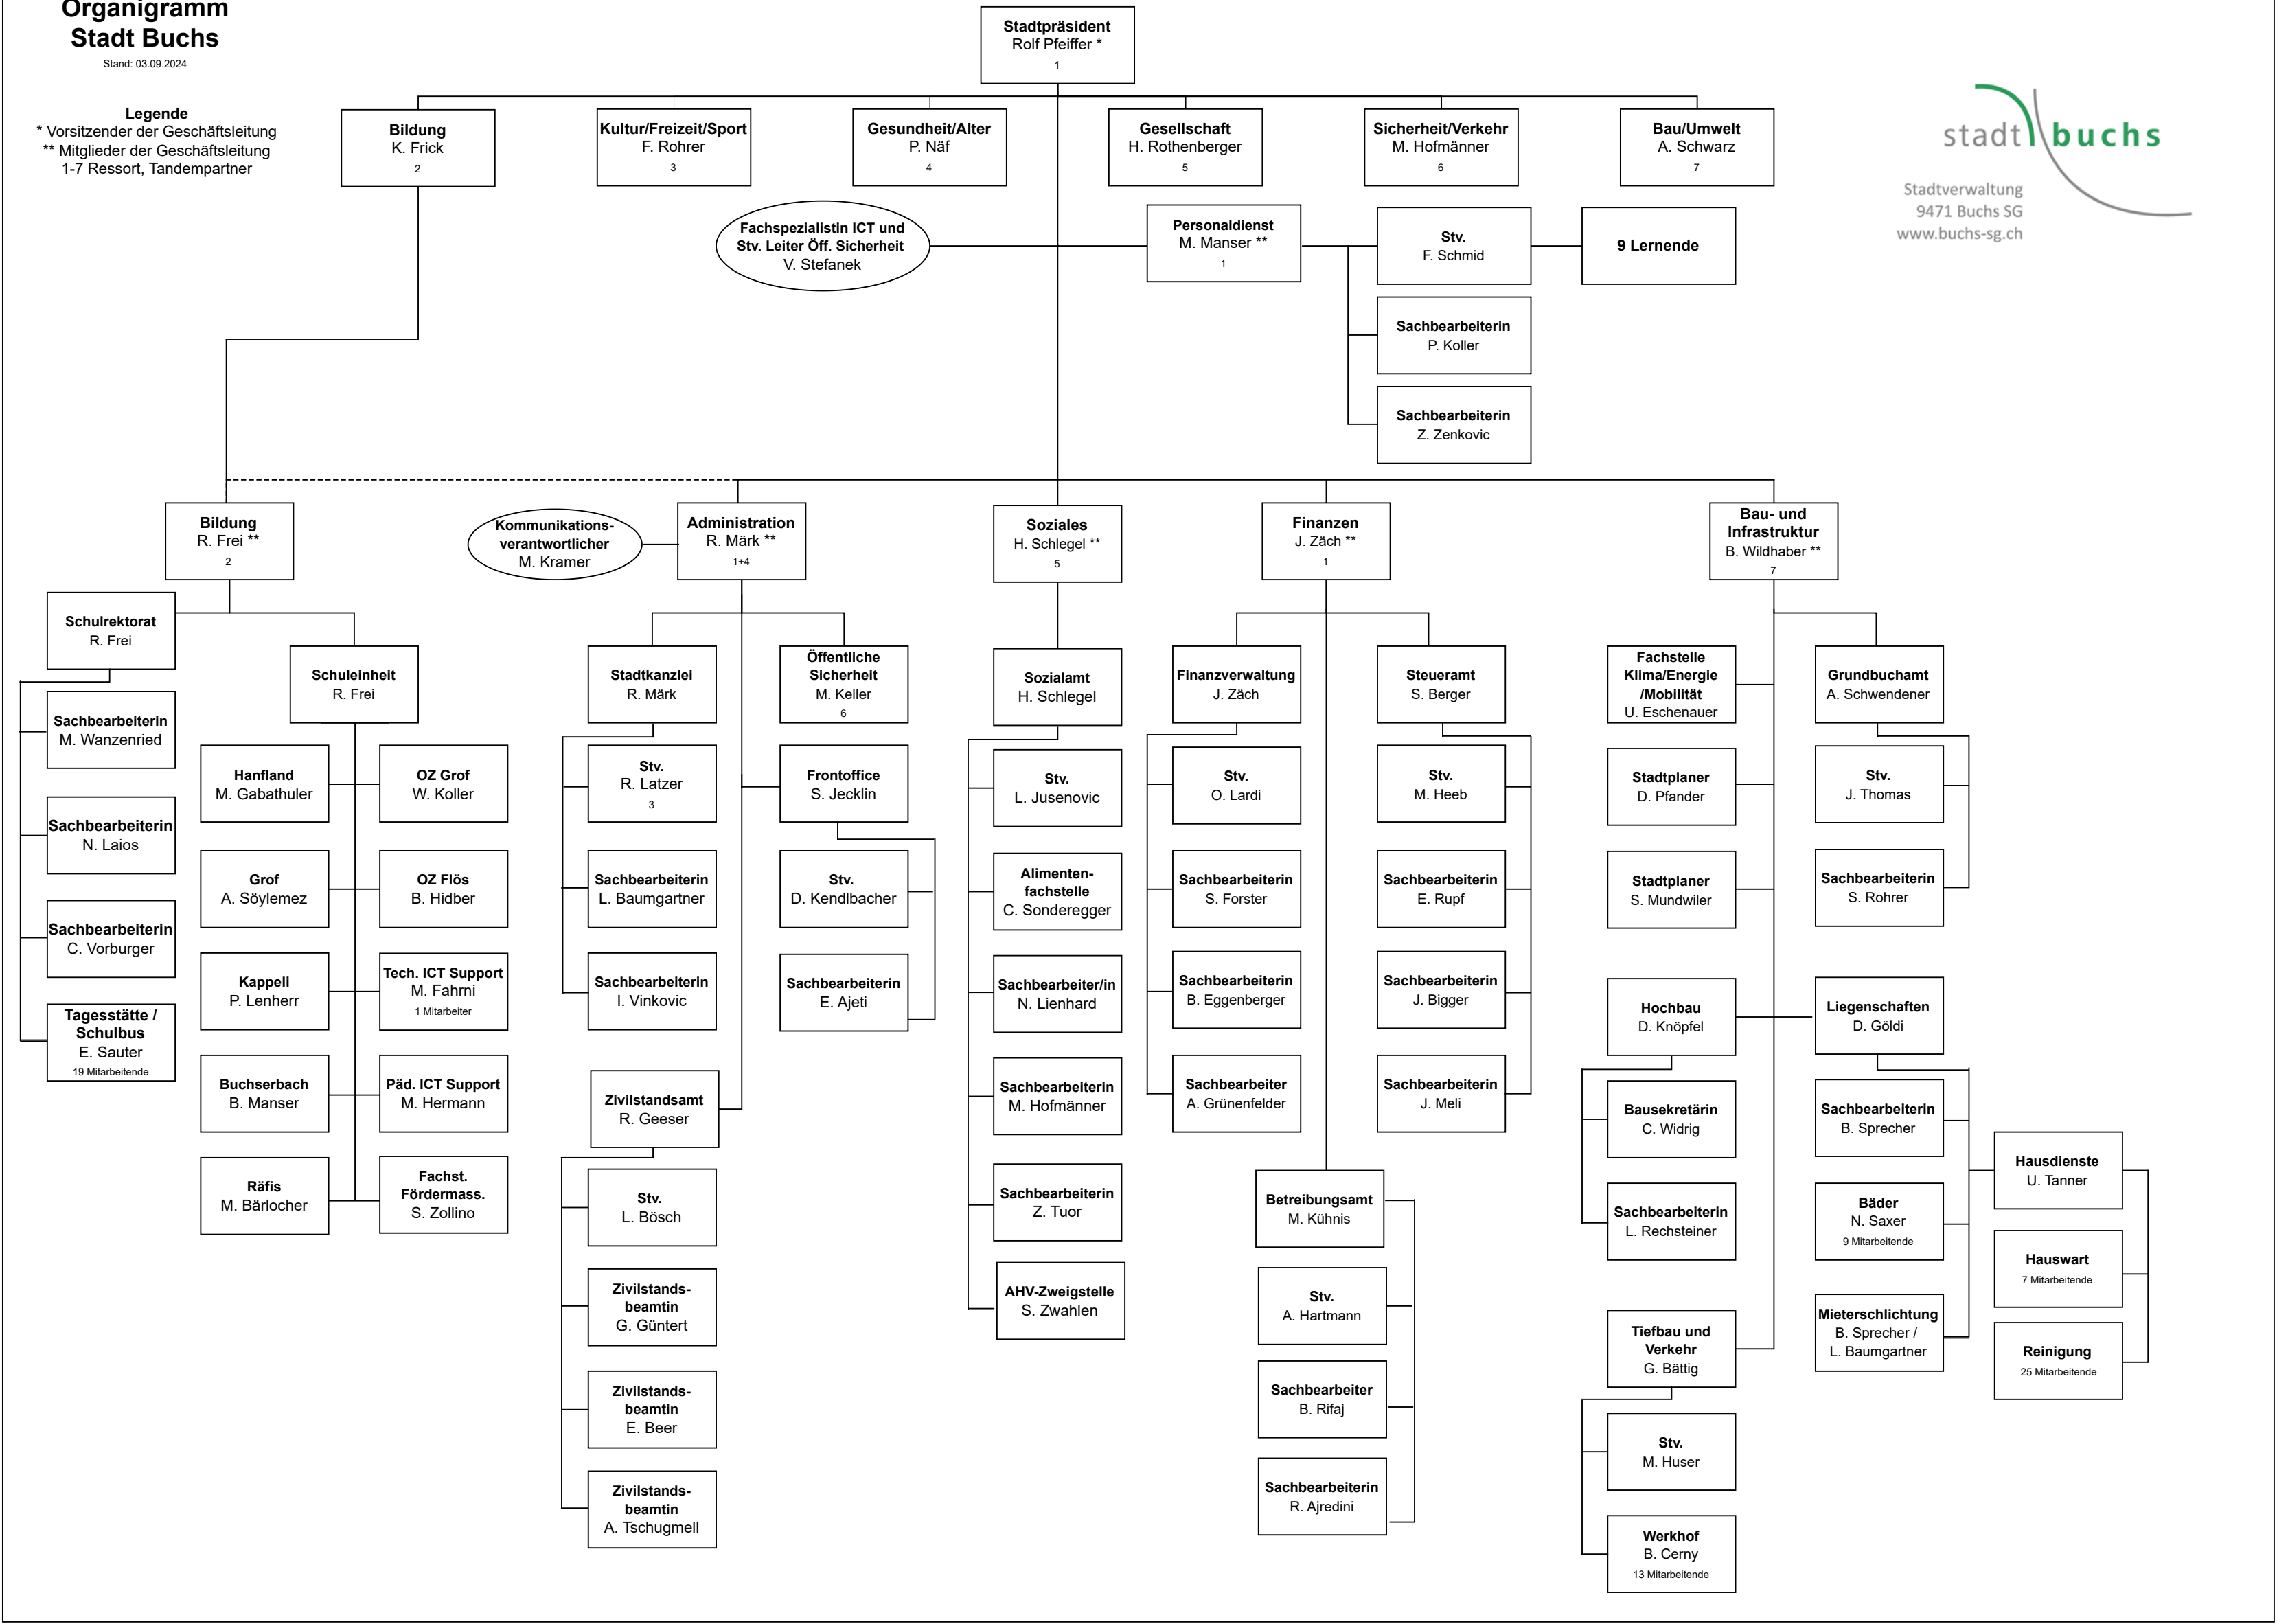 Organigramm
Stadt Buchs
Stand: 03.09.2024
Legende
* Vorsitzender der Geschäftsleitung
** Mitglieder der Geschäftsleitung
1-7 Ressort, Tandempartner
Stadtpräsident
Rolf Pfeiffer *
1
stadt buchs
Stadtverwaltung
9471 Buchs SG
www.buchs-sg.ch
Bildung
K. Frick
2
Kultur/Freizeit/Sport
F. Rohrer
3
Gesundheit/Alter
P. Näf
4
Gesellschaft
H. Rothenberger
5
Sicherheit/Verkehr
M. Hofmänner
6
Bau/Umwelt
A. Schwarz
7
Fachspezialistin ICT und
Stv. Leiter Öff. Sicherheit
V. Stefanek
Personaldienst
M. Manser **
1
Stv.
F. Schmid
9 Lernende
Sachbearbeiterin
P. Koller
Sachbearbeiterin
Z. Zenkovic
Bildung
R. Frei **
2
Kommunikations-
verantwortlicher
M. Kramer
Administration
R. Märk **
1+4
Soziales
H. Schlegel **
5
Finanzen
J. Zäch **
1
Bau- und
Infrastruktur
B. Wildhaber **
7
Schulrektorat
R. Frei
Sachbearbeiterin
M. Wanzenried
Sachbearbeiterin
N. Laios
Sachbearbeiterin
C. Vorburger
Tagesstätte /
Schulbus
E. Sauter
19 Mitarbeitende
Schuleinheit
R. Frei
Hanfland
M. Gabathuler
OZ Grof
W. Koller
Grof
A. Söylemez
OZ Flös
B. Hidber
Kappeli
P. Lenherr
Tech. ICT Support
M. Fahrni
1 Mitarbeiter
Buchserbach
B. Manser
Päd. ICT Support
M. Hermann
Räfis
M. Bärlocher
Fachst.
Fördermass.
S. Zollino
Stadtkanzlei
R. Märk
Stv.
R. Latzer
3
Sachbearbeiterin
L. Baumgartner
Sachbearbeiterin
I. Vinkovic
Öffentliche
Sicherheit
M. Keller
6
Frontoffice
S. Jecklin
Stv.
D. Kendlbacher
Sachbearbeiterin
E. Ajeti
Zivilstandsamt
R. Geeser
Stv.
L. Bösch
Zivilstands-
beamtin
G. Güntert
Zivilstands-
beamtin
E. Beer
Zivilstands-
beamtin
A. Tschugmell
Sozialamt
H. Schlegel
Stv.
L. Jusenovic
Alimenten-
fachstelle
C. Sonderegger
Sachbearbeiter/in
N. Lienhard
Sachbearbeiterin
M. Hofmänner
Sachbearbeiterin
Z. Tuor
AHV-Zweigstelle
S. Zwahlen
Finanzverwaltung
J. Zäch
Stv.
O. Lardi
Sachbearbeiterin
S. Forster
Sachbearbeiterin
B. Eggenberger
Sachbearbeiter
A. Grünenfelder
Steueramt
S. Berger
Stv.
M. Heeb
Sachbearbeiterin
E. Rupf
Sachbearbeiterin
J. Bigger
Sachbearbeiterin
J. Meli
Betreibungsamt
M. Kühnis
Stv.
A. Hartmann
Sachbearbeiter
B. Rifaj
Sachbearbeiterin
R. Ajredini
Fachstelle
Klima/Energie
/Mobilität
U. Eschenauer
Stadtplaner
D. Pfander
Stadtplaner
S. Mundwiler
Grundbuchamt
A. Schwendener
Stv.
J. Thomas
Sachbearbeiterin
S. Rohrer
Hochbau
D. Knöpfel
Bausekretärin
C. Widrig
Sachbearbeiterin
L. Rechsteiner
Liegenschaften
D. Göldi
Sachbearbeiterin
B. Sprecher
Bäder
N. Saxer
9 Mitarbeitende
Mieterschlichtung
B. Sprecher /
L. Baumgartner
Hausdienste
U. Tanner
Hauswart
7 Mitarbeitende
Reinigung
25 Mitarbeitende
Tiefbau und
Verkehr
G. Bättig
Stv.
M. Huser
Werkhof
B. Cerny
13 Mitarbeitende